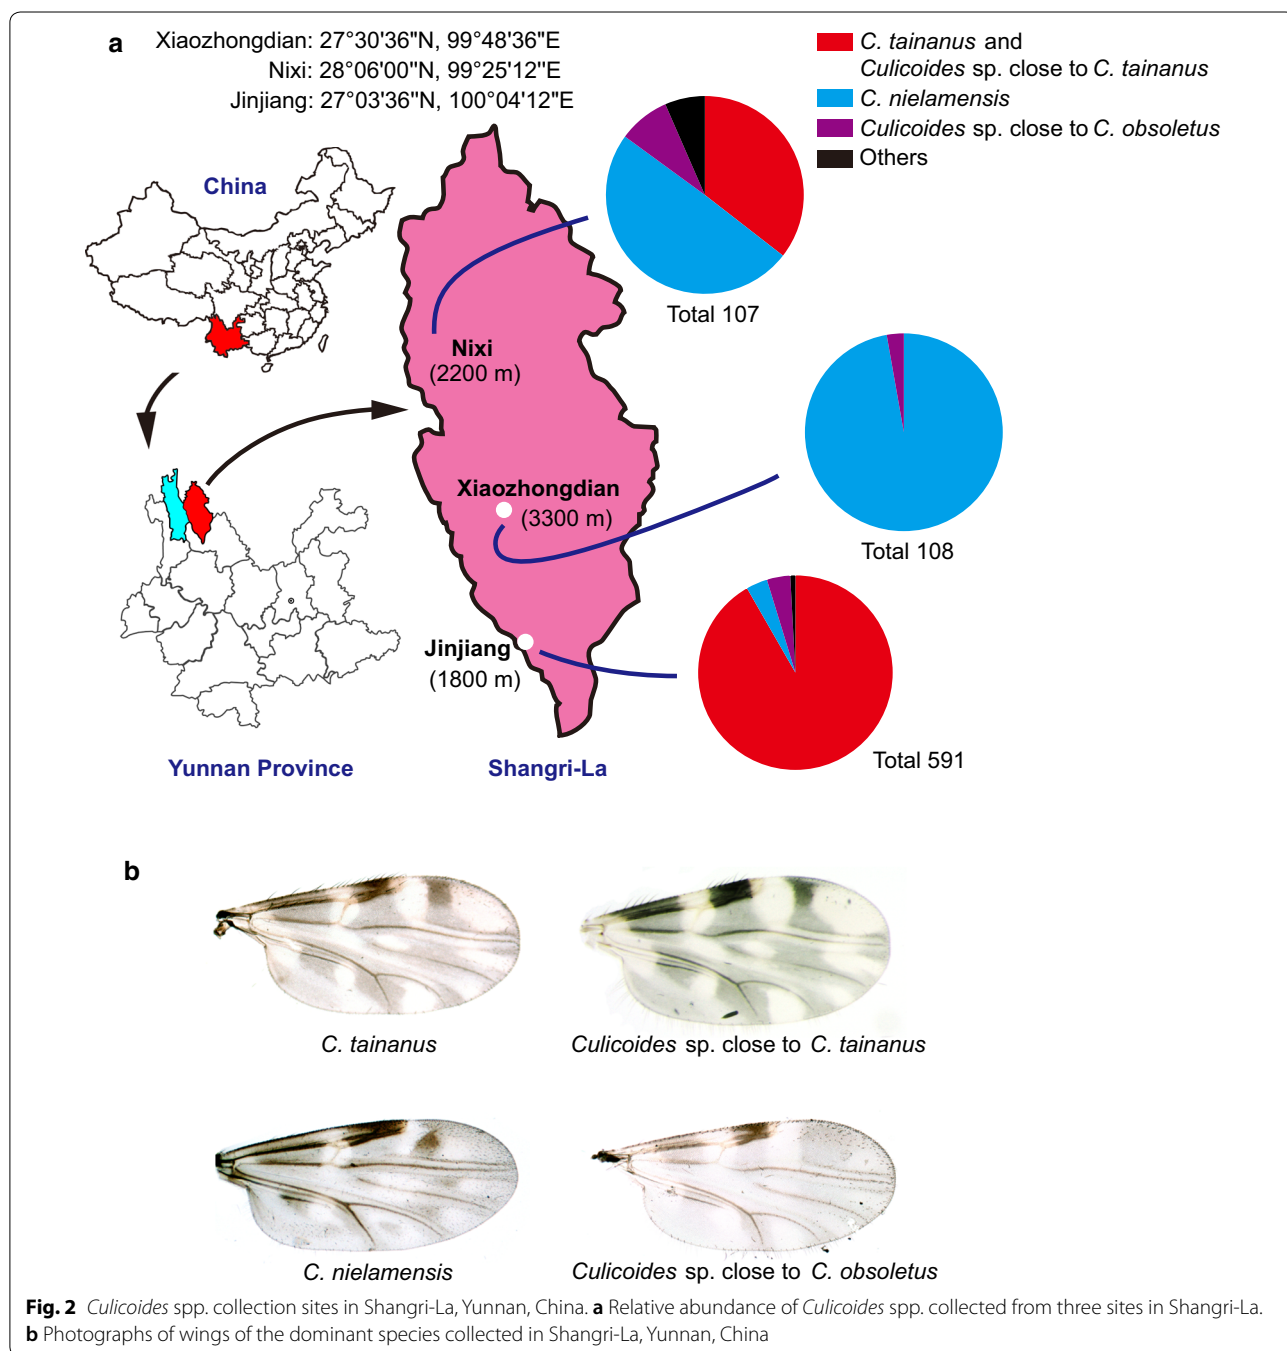 a
Xiaozhongdian: 27°30'36"N, 99°48'36"E
Nixi: 28°06'00"N, 99°25'12"E
Jinjiang: 27°03'36"N, 100°04'12"E
C. tainanus and
Culicoides sp. close to C. tainanus
C. nielamensis
Culicoides sp. close to C. obsoletus
Others
China
Total 107
Nixi
(2200 m)
Xiaozhongdian
(3300 m)
Total 108
Jinjiang
(1800 m)
Total 591
Yunnan Province
Shangri-La
b
C. tainanus
Culicoides sp. close to C. tainanus
C. nielamensis
Culicoides sp. close to C. obsoletus
Fig. 2 Culicoides spp. collection sites in Shangri-La, Yunnan, China. a Relative abundance of Culicoides spp. collected from three sites in Shangri-La.
b Photographs of wings of the dominant species collected in Shangri-La, Yunnan, China